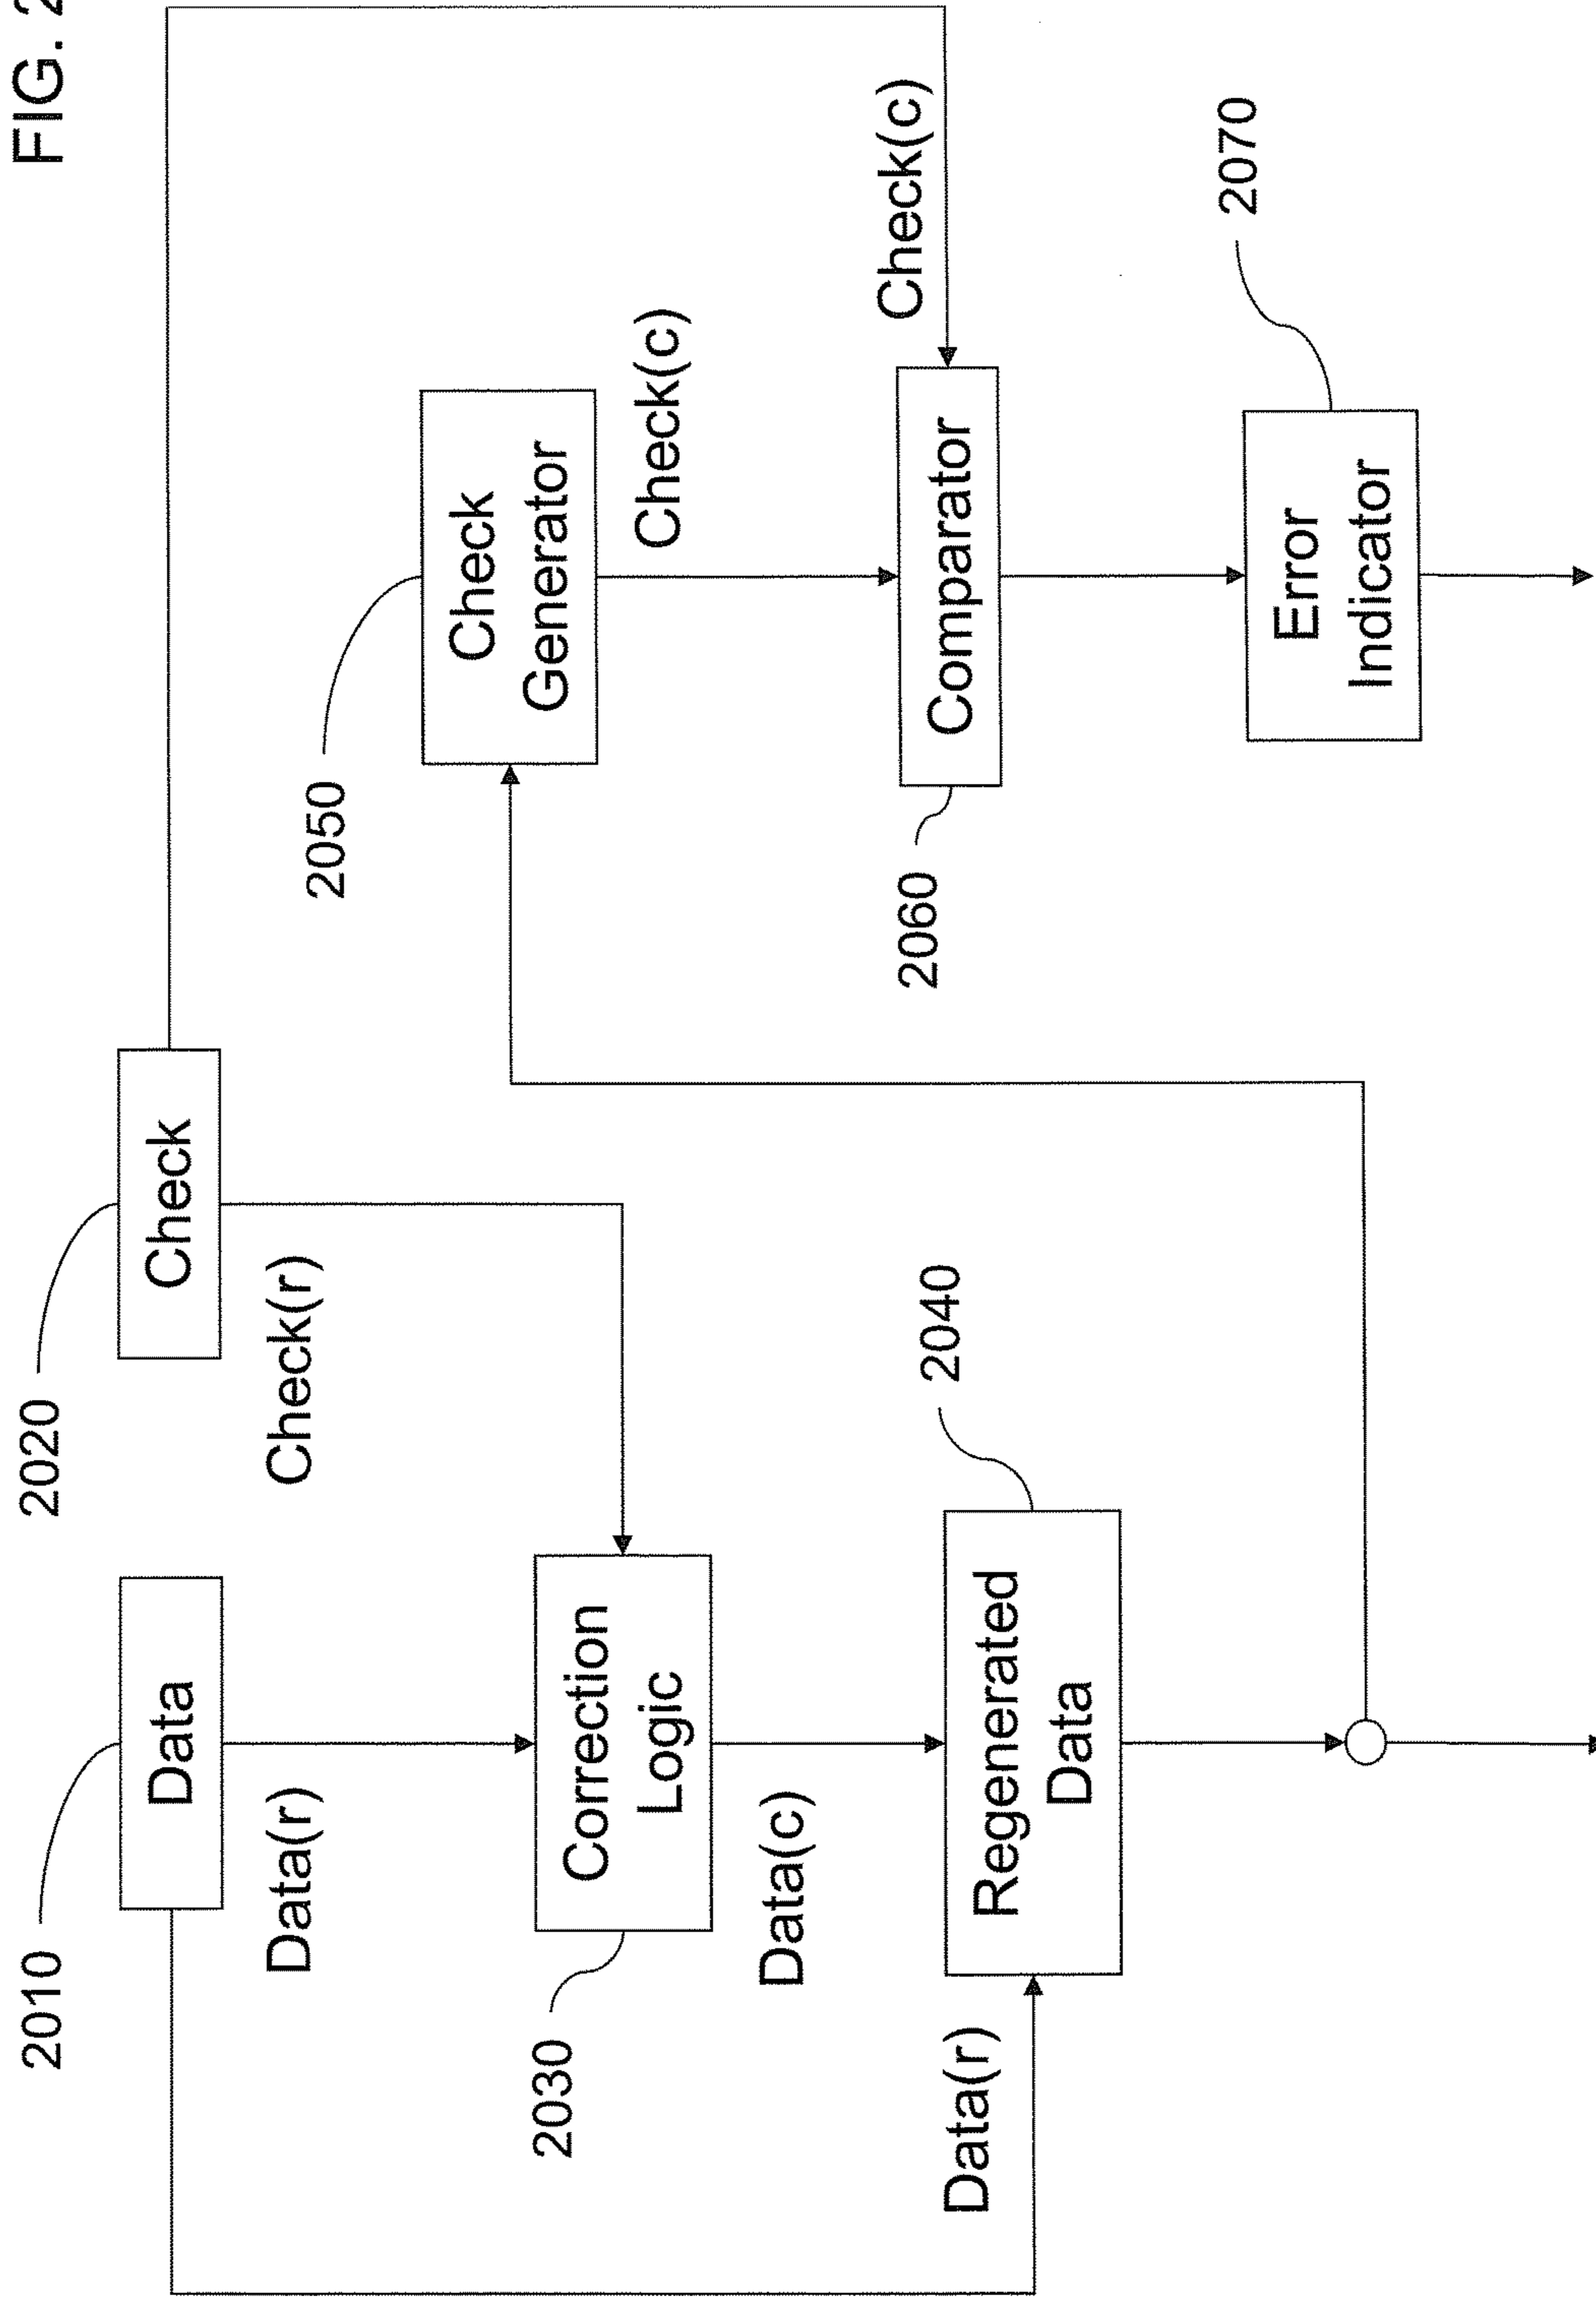 FIG. 2
2010
2020
Data
Check
Data(r)
Check(r)
2050
Check
Generator
2030
Correction
Logic
Check(c)
Data(c)
Check(c)
2060
Comparator
2040
Data(r)
Regenerated
Data
2070
Error
Indicator